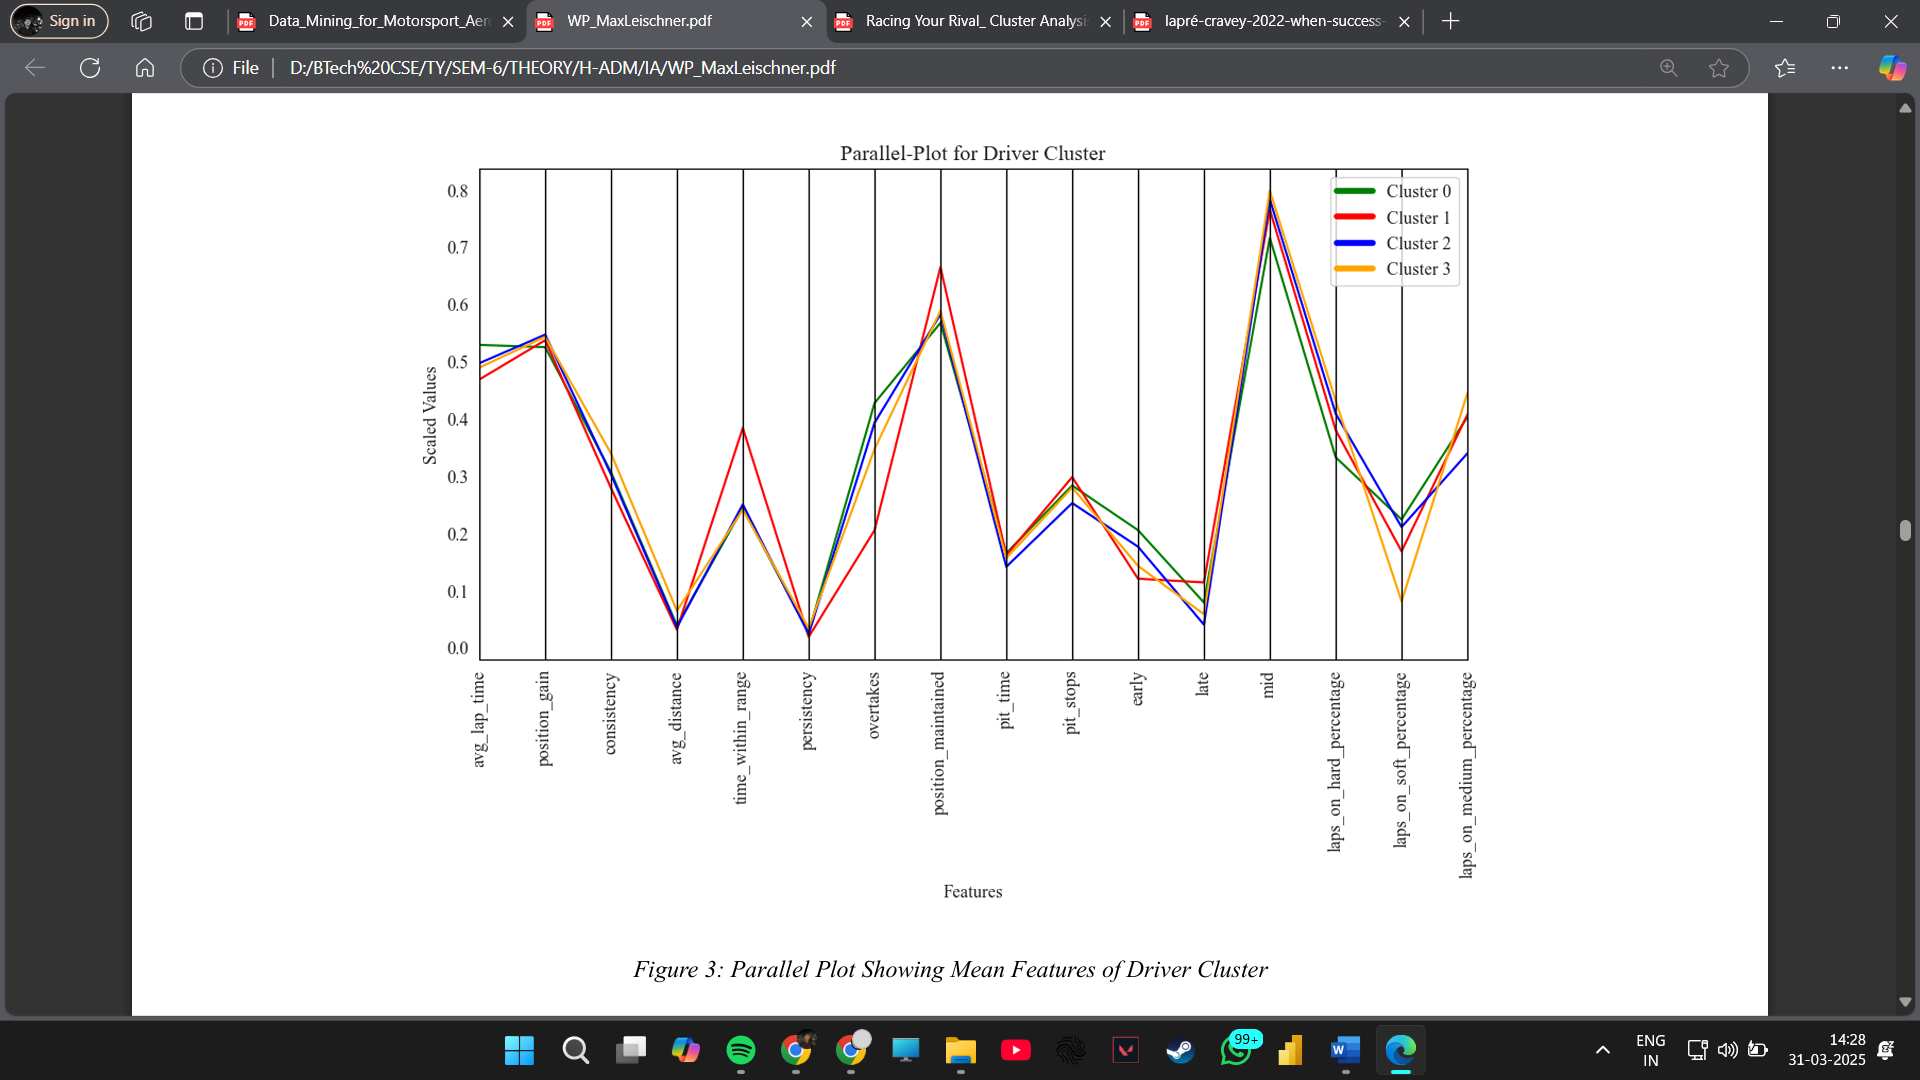 Sign in
Data_Mining_for_Motorsport_Aer
WP_MaxLeischner.pdf
Racing Your Rival_ Cluster Analysi
lapré-cravey-2022-when-success-
File
D:/BTech%20CSE/TY/SEM-6/THEORY/H-ADM/IA/WP_MaxLeischner.pdf
Parallel-Plot for Driver Cluster
0.8
0.7
0.6
0.5
0.4
0.3
0.2
0.1
0.0
Scaled Values
Cluster 0
Cluster 1
Cluster 2
Cluster 3
avg_lap_time
position_gain
consistency
avg_distance
time_within_range
persistency
overtakes
position_maintained
pit_time
pit_stops
early
late
mid
laps_on_hard_percentage
laps_on_soft_percentage
laps_on_medium_percentage
Features
Figure 3: Parallel Plot Showing Mean Features of Driver Cluster
99+
ENG
IN
14:28
31-03-2025